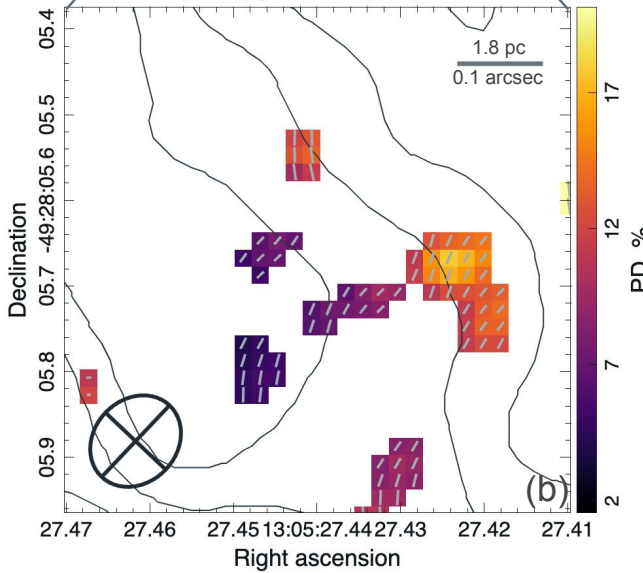 05.4
1.8 pc
0.1 arcsec
17
05.5
-49:28:05.6
12
Declination
PD, %
05.7
7
05.8
05.9
(b)
2
27.47 27.46 27.45 13:05:27.44 27.43 27.42 27.41
Right ascension